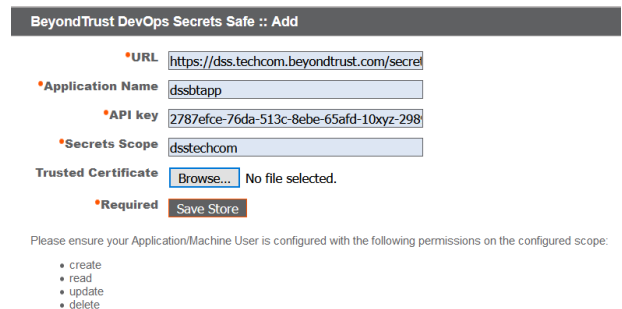 BeyondTrust DevOps Secrets Safe :: Add
•URL https://dss.techcom.beyondtrust.com/secret
•Application Name dssbtapp
•API key 2787efce-76da-513c-8ebe-65afd-10xyz-298
•Secrets Scope dsstechcom
Trusted Certificate Browse... No file selected.
•Required Save Store
Please ensure your Application/Machine User is configured with the following permissions on the configured scope:
• create
• read
• update
• delete